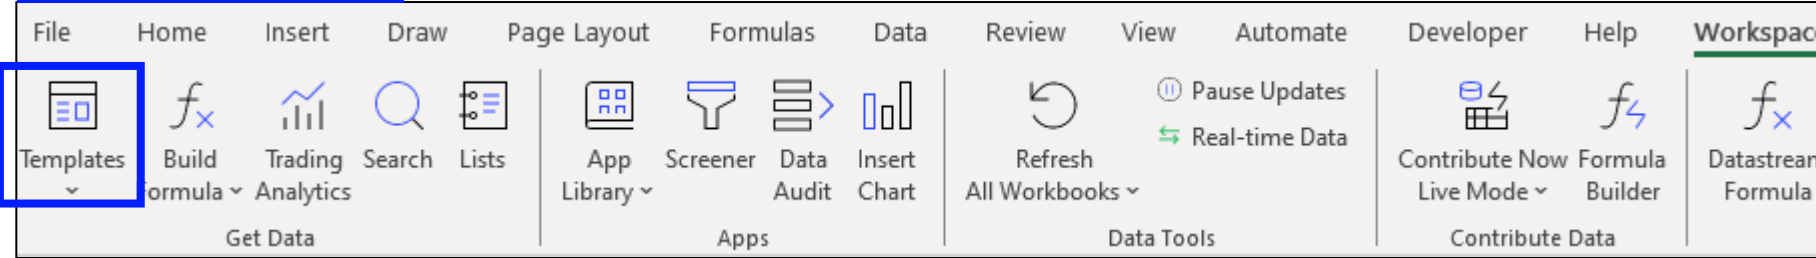 File Home Insert Draw Page Layout Formulas Data Review View Automate Developer Help
Templates Build Trading Search Lists App Screener Data Insert Refresh Pause Updates Contribute Now Formula
Real-time Data
Analytics Library Audit Chart All Workbooks Live Mode Builder Formula
Get Data Apps Data Tools Contribute Data